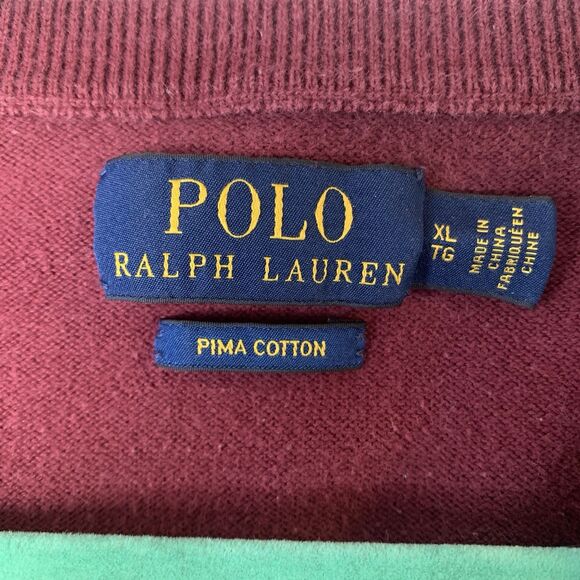 POLO
RALPH LAUREN
XL
TG
MADE IN
CHINA
FABRIQUÉ EN
CHINE
PIMA COTTON